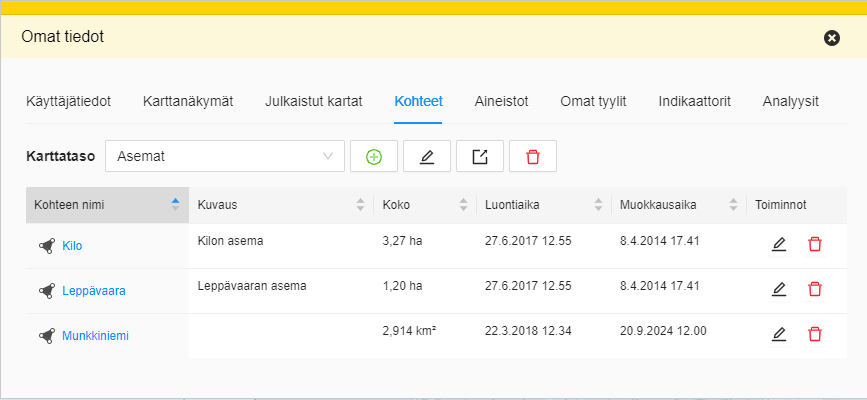 Omat tiedot
Käyttäjätiedot Karttanäkymät Julkaistut kartat Kohteet Aineistot Omat tyylit Indikaattorit Analyysit
Karttataso Asemat
Kohteen nimi Kuvaus Koko Luontiaika Muokkausaika Toiminnot
Kilo Kilon asema 3,27 ha 27.6.2017 12.55 8.4.2014 17.41
Leppävaara Leppävaaran asema 1,20 ha 27.6.2017 12.55 8.4.2014 17.41
Munkkiniemi 2,914 km² 22.3.2018 12.34 20.9.2024 12.00